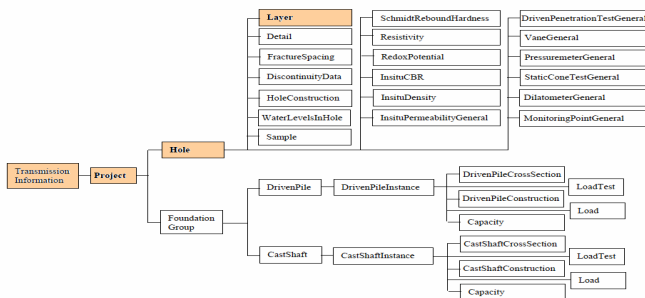 Layer
Detail
FractureSpacing
DiscontinuityData
HoleConstruction
WaterLevelsInHole
Sample
SchmidtReboundHardness
Resistivity
RedoxPotential
InsituCBR
InsituDensity
InsituPermeabilityGeneral
DrivenPenetrationTestGeneral
VaneGeneral
PressuremeterGeneral
StaticConeTestGeneral
DilatometerGeneral
MonitoringPointGeneral
Hole
Transmission
Information
Project
Foundation
Group
DrivenPile
DrivenPileInstance
DrivenPileCrossSection
DrivenPileConstruction
Capacity
LoadTest
Load
CastShaft
CastShaftInstance
CastShaftCrossSection
CastShaftConstruction
Capacity
LoadTest
Load